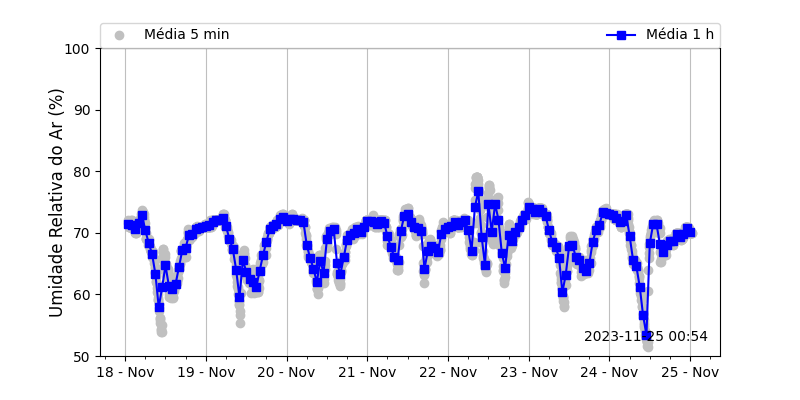 Média 5 min
Média 1 h
Umidade Relativa do Ar (%)
100
90
80
70
60
50
2023-11-25 00:54
18 - Nov
19 - Nov
20 - Nov
21 - Nov
22 - Nov
23 - Nov
24 - Nov
25 - Nov